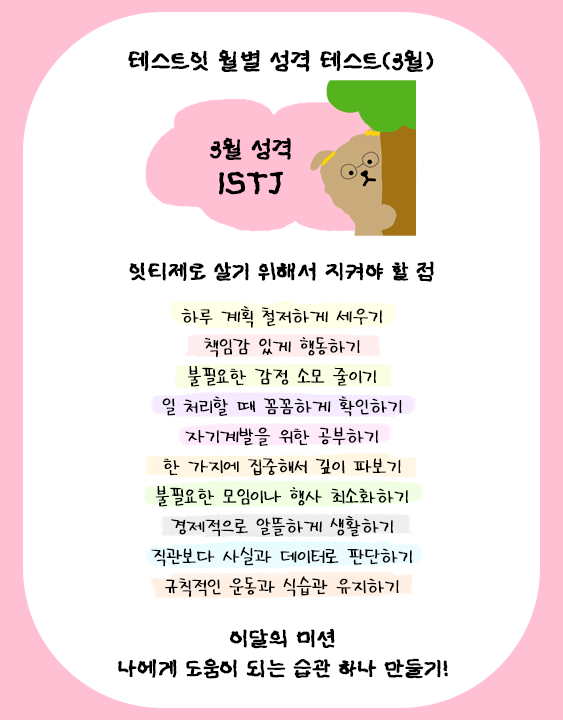 테스트잇 월별 성격 테스트(3월)
3월 성격
ISTJ
잇티제로 살기 위해서 지켜야 할 점
하루 계획 철저하게 세우기
책임감 있게 행동하기
불필요한 감정 소모 줄이기
일 처리할 때 꼼꼼하게 확인하기
자기계발을 위한 공부하기
한 가지에 집중해서 깊이 파보기
불필요한 모임이나 행사 최소화하기
경제적으로 알뜰하게 생활하기
직관보다 사실과 데이터로 판단하기
규칙적인 운동과 식습관 유지하기
이달의 미션
나에게 도움이 되는 습관 하나 만들기!